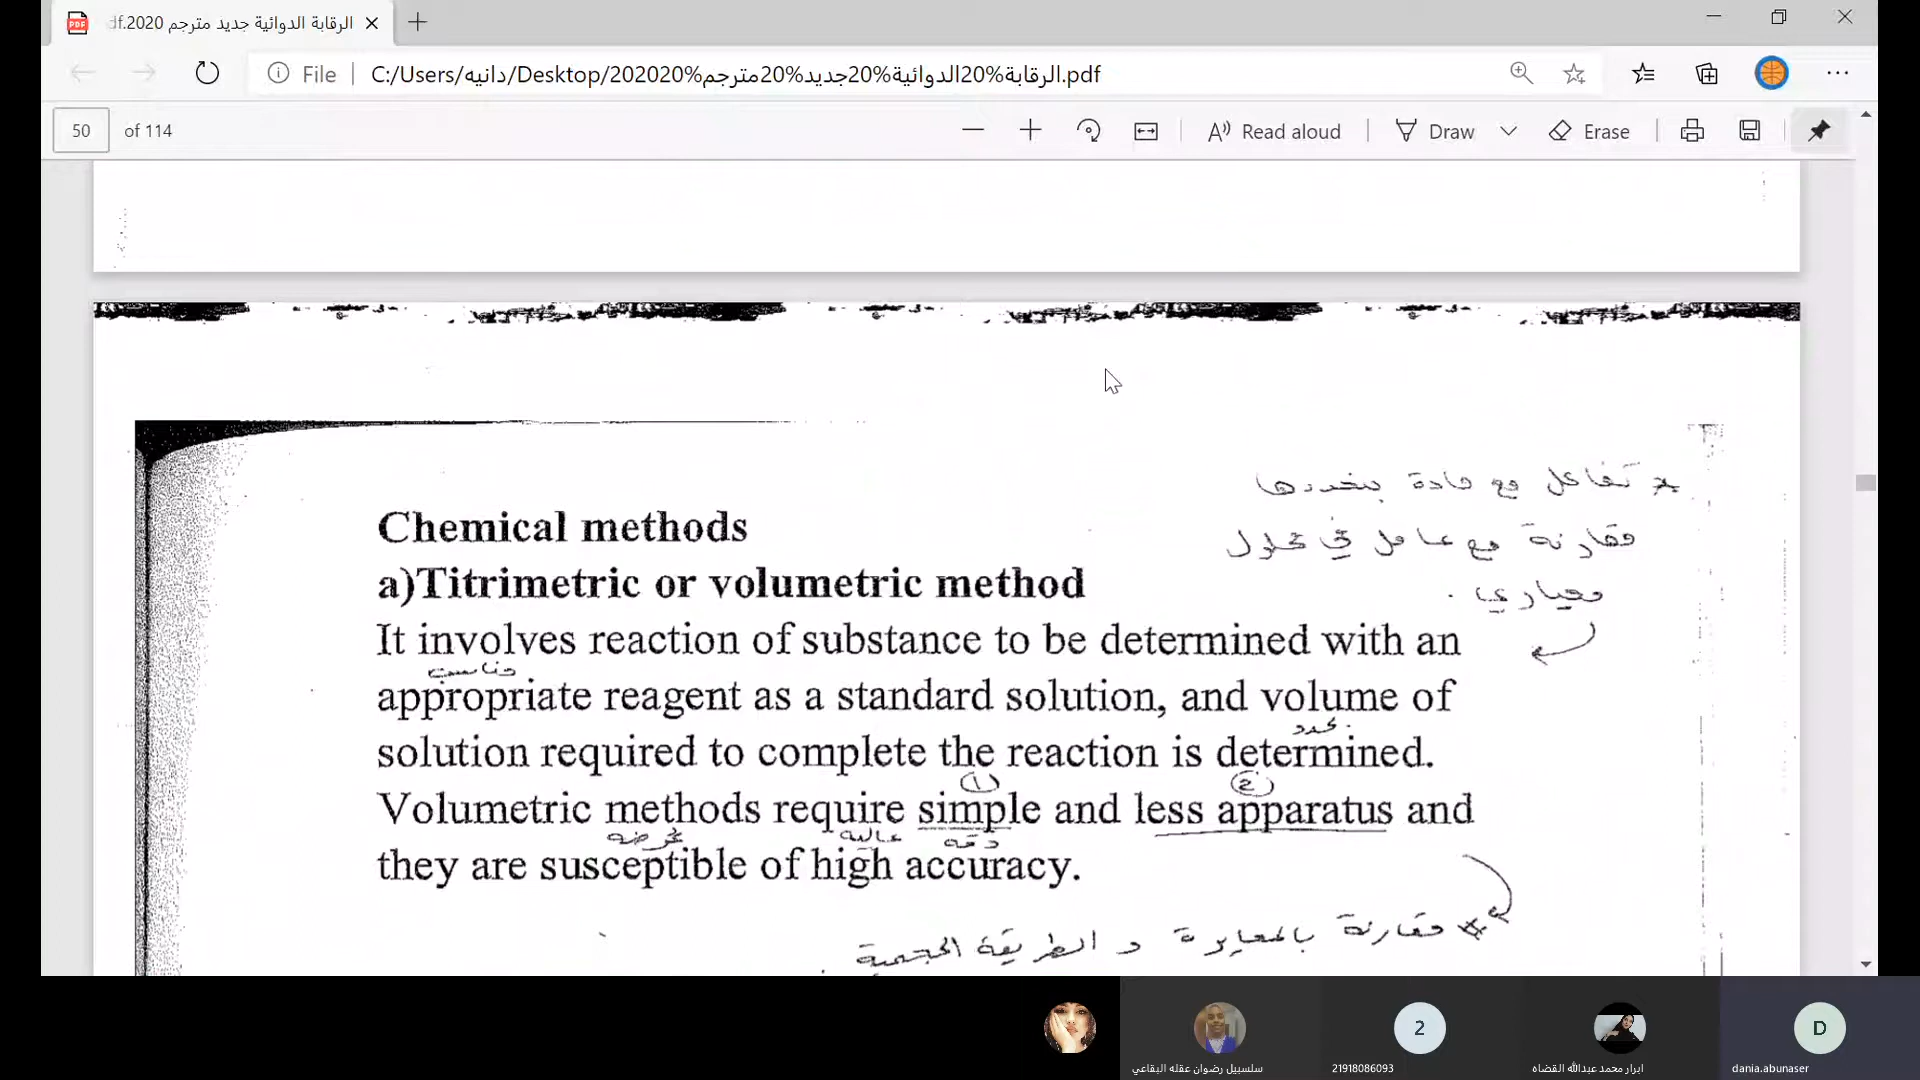 الرقابة الدوائية جديد مترجم 2020.pdf
File C:/Users/دانيه/Desktop/الرقابة%20الدوائية%20جديد%20مترجم%202020.pdf
50 of 114 Read aloud Draw Erase
* تفاعل مع مادة بنحددها
مقارنة مع عامل في محلول
معياري .
Chemical methods
a)Titrimetric or volumetric method
It involves reaction of substance to be determined with an
مناسب
appropriate reagent as a standard solution, and volume of
محدد
solution required to complete the reaction is determined.
Volumetric methods require simple and less apparatus and
عالية دقة
they are susceptible of high accuracy.
* مقارنة بالمعايرة و الطريقة الحجمية .
سلسبيل رضوان عقله البقاعي
2
21918086093
ابرار محمد عبدالله القضاه
D
dania.abunaser